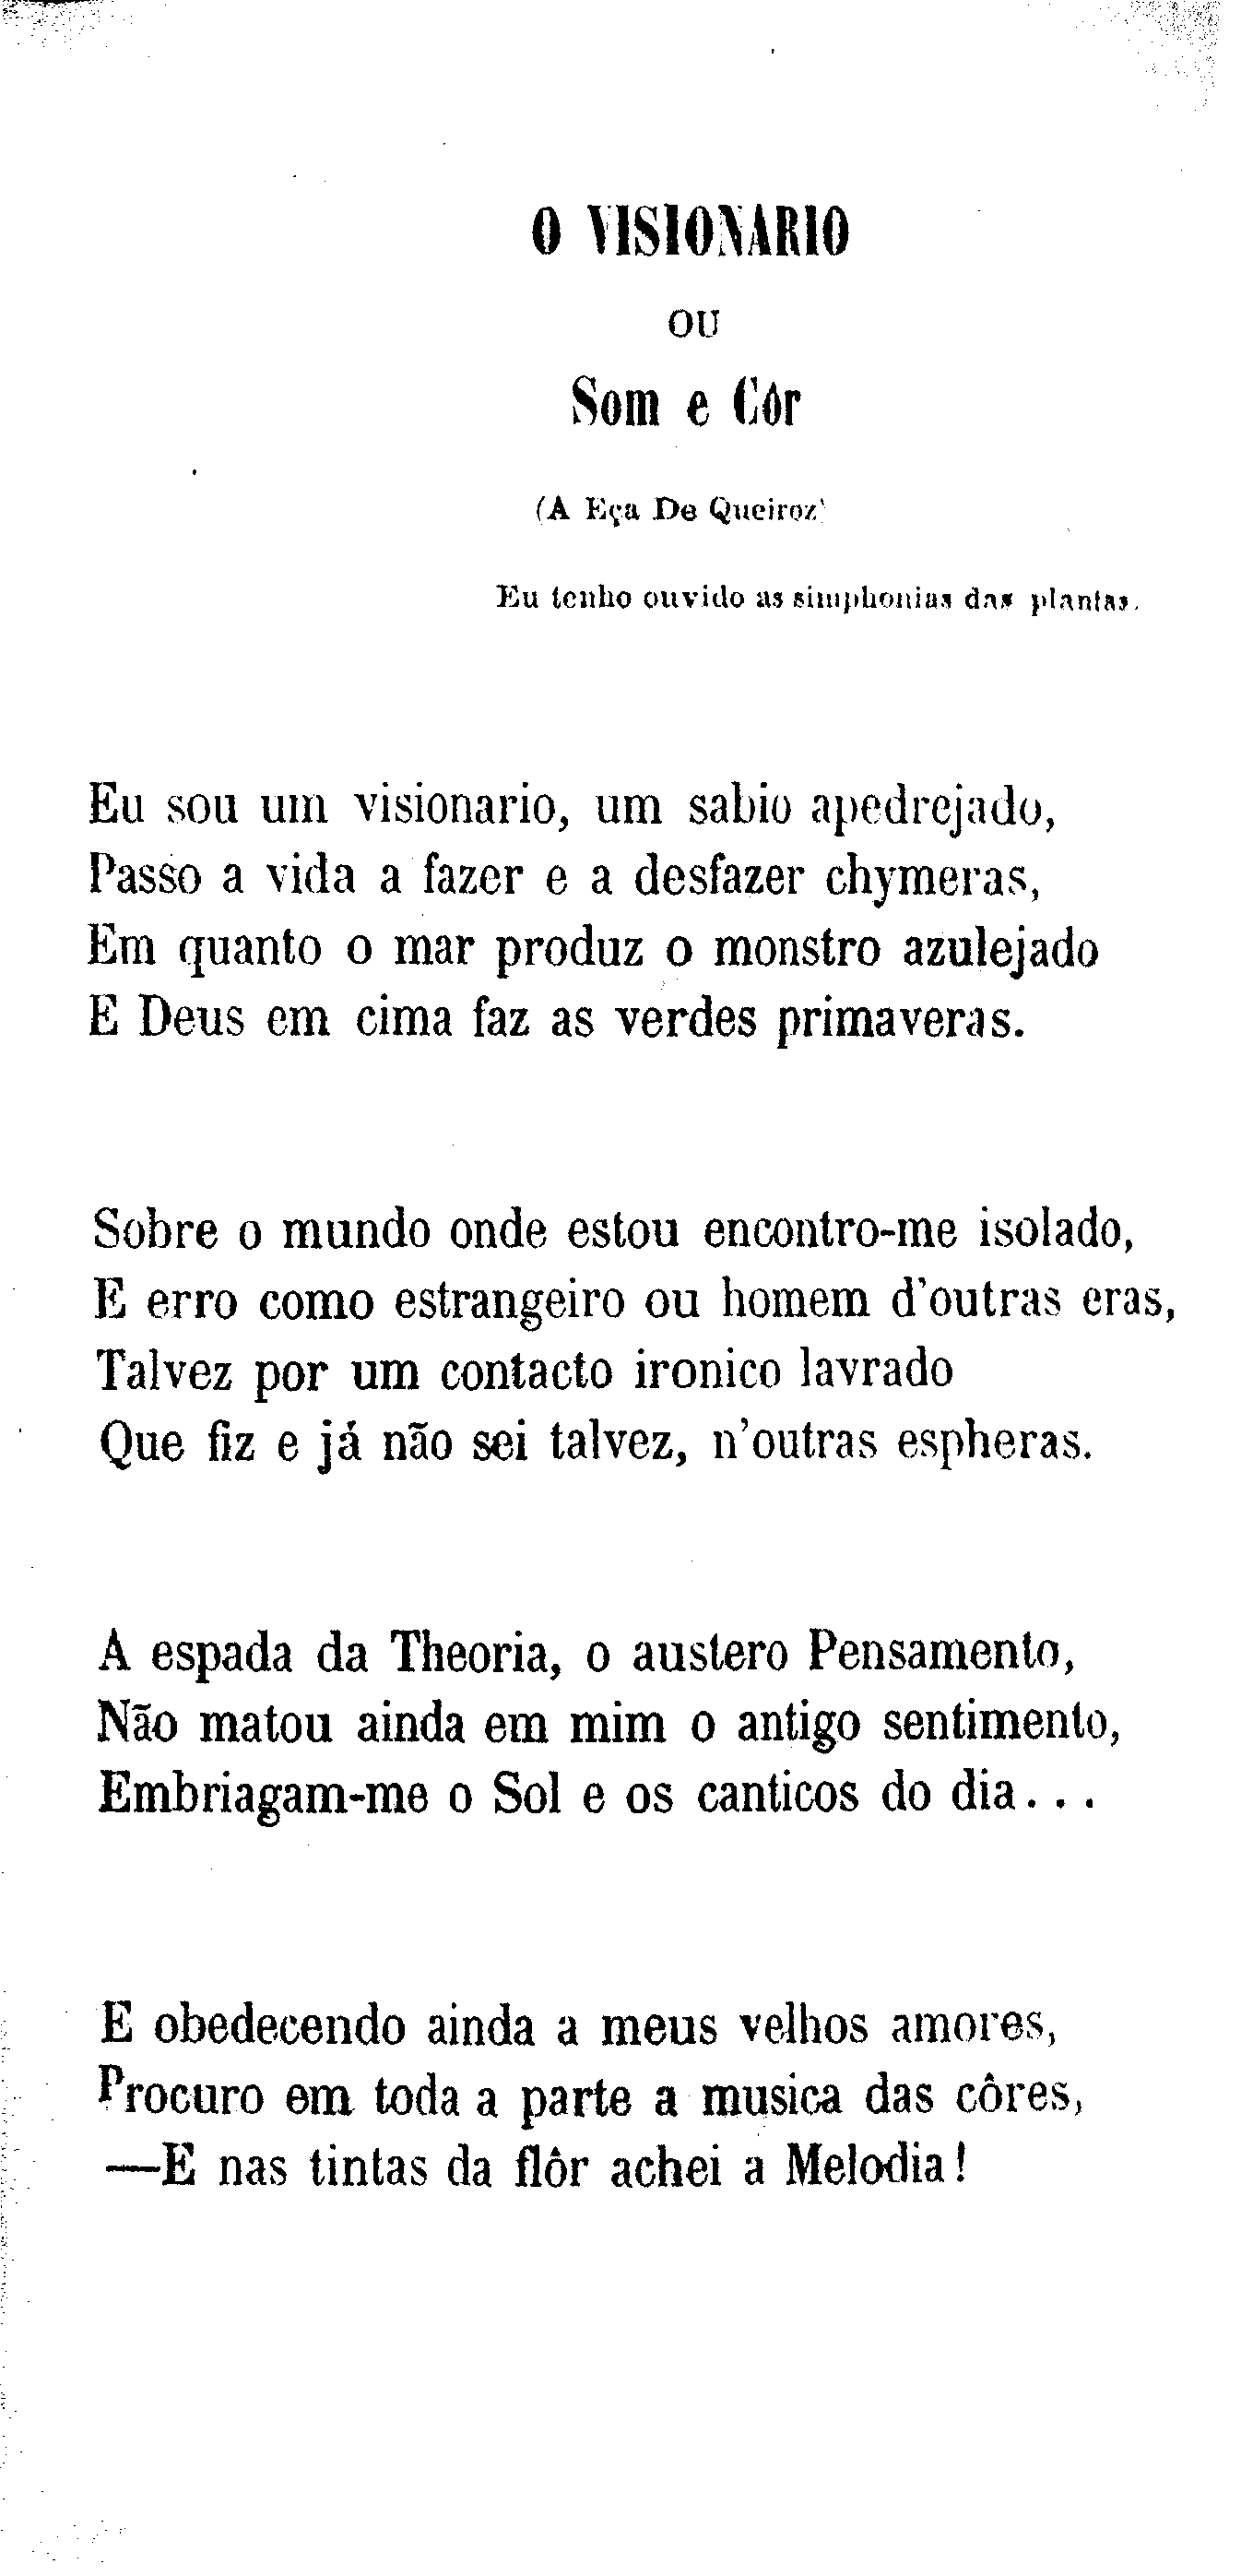 O VISIONARIO
OU
Som e Côr
(A Eça De Queiroz)
Eu tenho ouvido as simphonias das plantas.
Eu sou um visionario, um sabio apedrejado,
Passo a vida a fazer e a desfazer chymeras,
Em quanto o mar produz o monstro azulejado
E Deus em cima faz as verdes primaveras.
Sobre o mundo onde estou encontro-me isolado,
E erro como estrangeiro ou homem d'outras eras,
Talvez por um contacto ironico lavrado
Que fiz e já não sei talvez, n'outras espheras.
A espada da Theoria, o austero Pensamento,
Não matou ainda em mim o antigo sentimento,
Embriagam-me o Sol e os canticos do dia...
E obedecendo ainda a meus velhos amores,
Procuro em toda a parte a musica das côres,
—E nas tintas da flôr achei a Melodia!